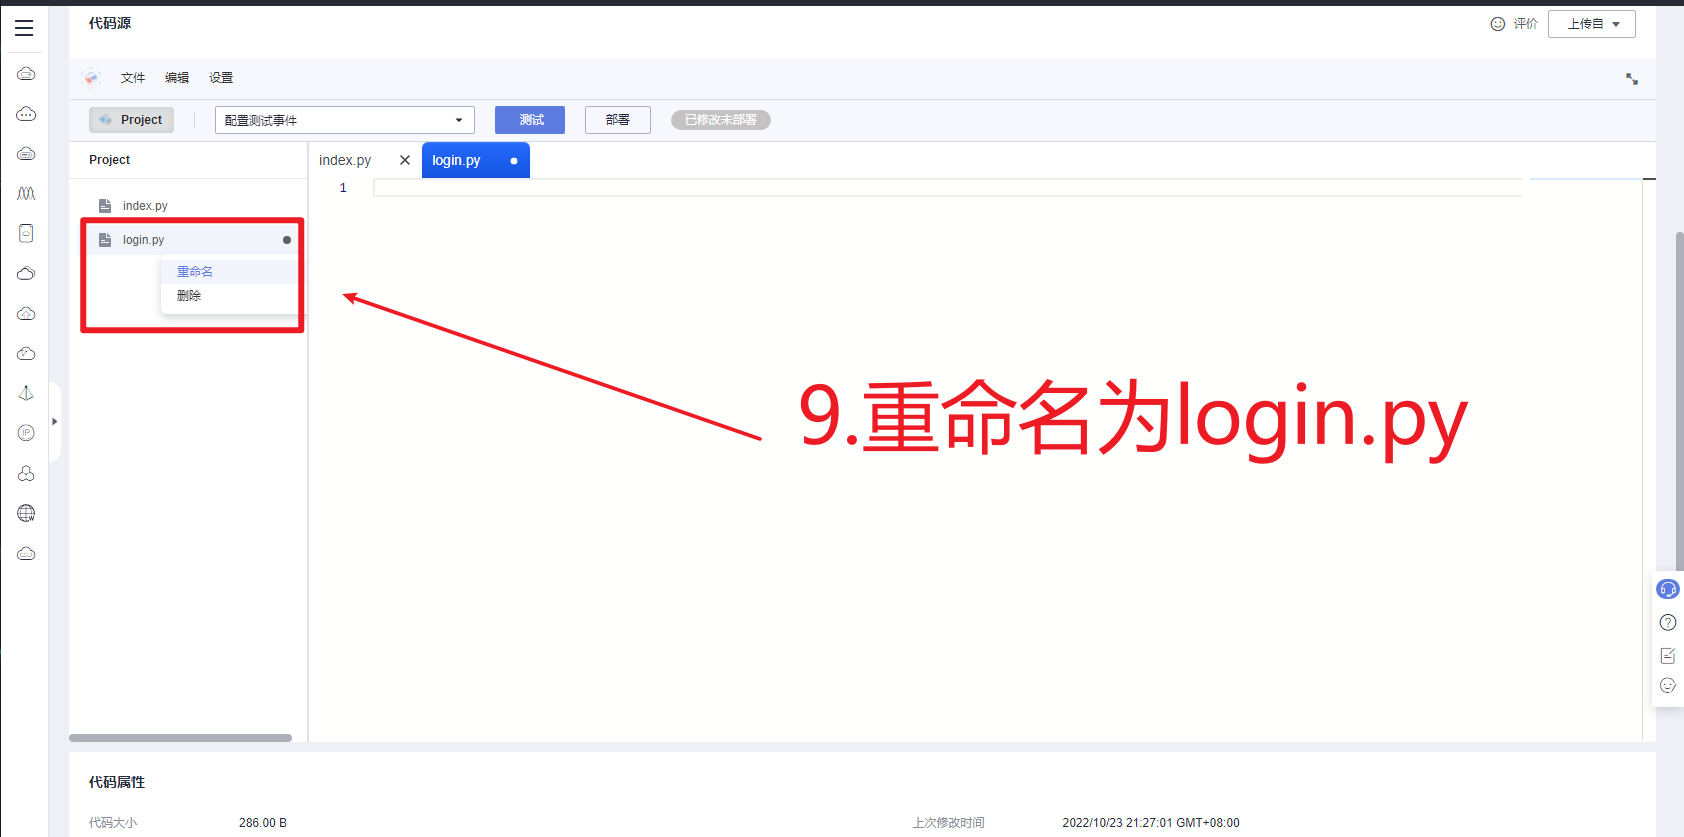 代码源
评价
上传自
文件 编辑 设置
Project
配置测试事件
测试
部署
已修改未部署
Project
index.py
login.py
1
index.py
login.py
重命名
删除
9.重命名为login.py
IP
代码属性
代码大小
286.00 B
上次修改时间
2022/10/23 21:27:01 GMT+08:00